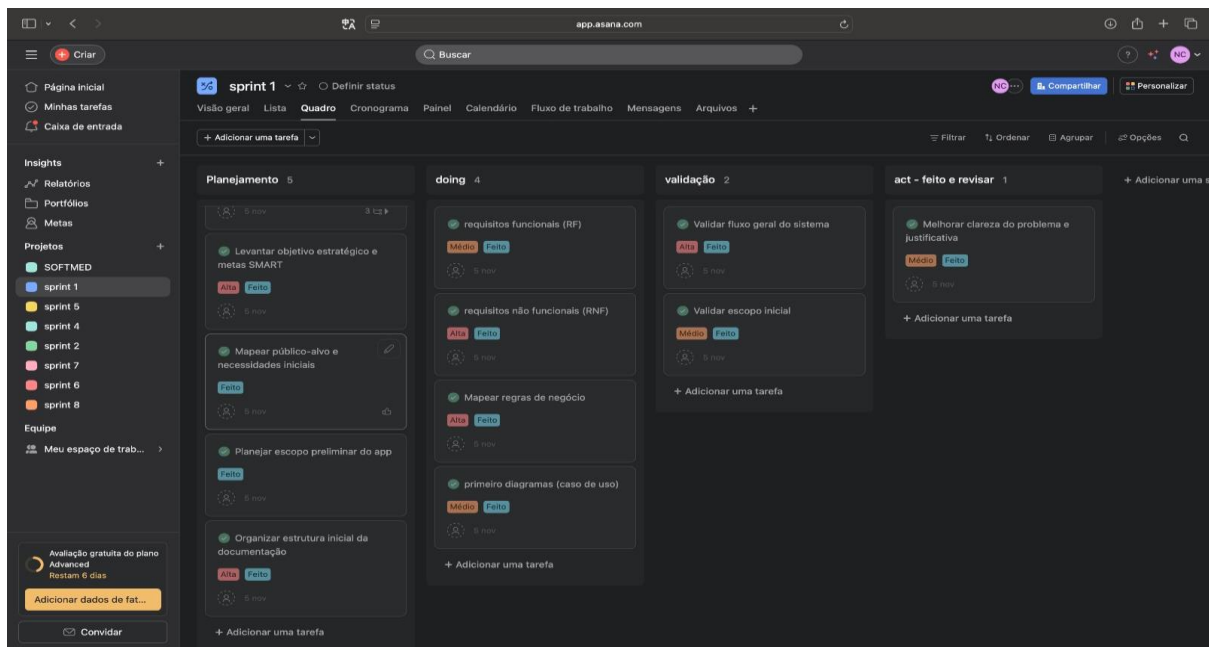 app.asana.com
Criar
Buscar
NC
Página inicial
Minhas tarefas
Caixa de entrada
Insights
Relatórios
Portfólios
Metas
Projetos
SOFTMED
sprint 1
sprint 5
sprint 4
sprint 2
sprint 7
sprint 6
sprint 8
Equipe
Meu espaço de trab...
Avaliação gratuita do plano
Advanced
Restam 6 dias
Adicionar dados de fat...
Convidar
sprint 1
Definir status
NC
Compartilhar
Personalizar
Visão geral Lista Quadro Cronograma Painel Calendário Fluxo de trabalho Mensagens Arquivos +
+ Adicionar uma tarefa
Filtrar Ordenar Agrupar Opções
Planejamento 5
5 nov 3
Levantar objetivo estratégico e
metas SMART
Alta Feito
5 nov
Mapear público-alvo e
necessidades iniciais
Feito
5 nov
Planejar escopo preliminar do app
Feito
5 nov
Organizar estrutura inicial da
documentação
Alta Feito
5 nov
+ Adicionar uma tarefa
doing 4
requisitos funcionais (RF)
Médio Feito
5 nov
requisitos não funcionais (RNF)
Alta Feito
5 nov
Mapear regras de negócio
Alta Feito
5 nov
primeiro diagramas (caso de uso)
Médio Feito
5 nov
+ Adicionar uma tarefa
validação 2
Validar fluxo geral do sistema
Alta Feito
5 nov
Validar escopo inicial
Médio Feito
5 nov
+ Adicionar uma tarefa
act - feito e revisar 1
Melhorar clareza do problema e
justificativa
Médio Feito
5 nov
+ Adicionar uma tarefa
+ Adicionar uma s